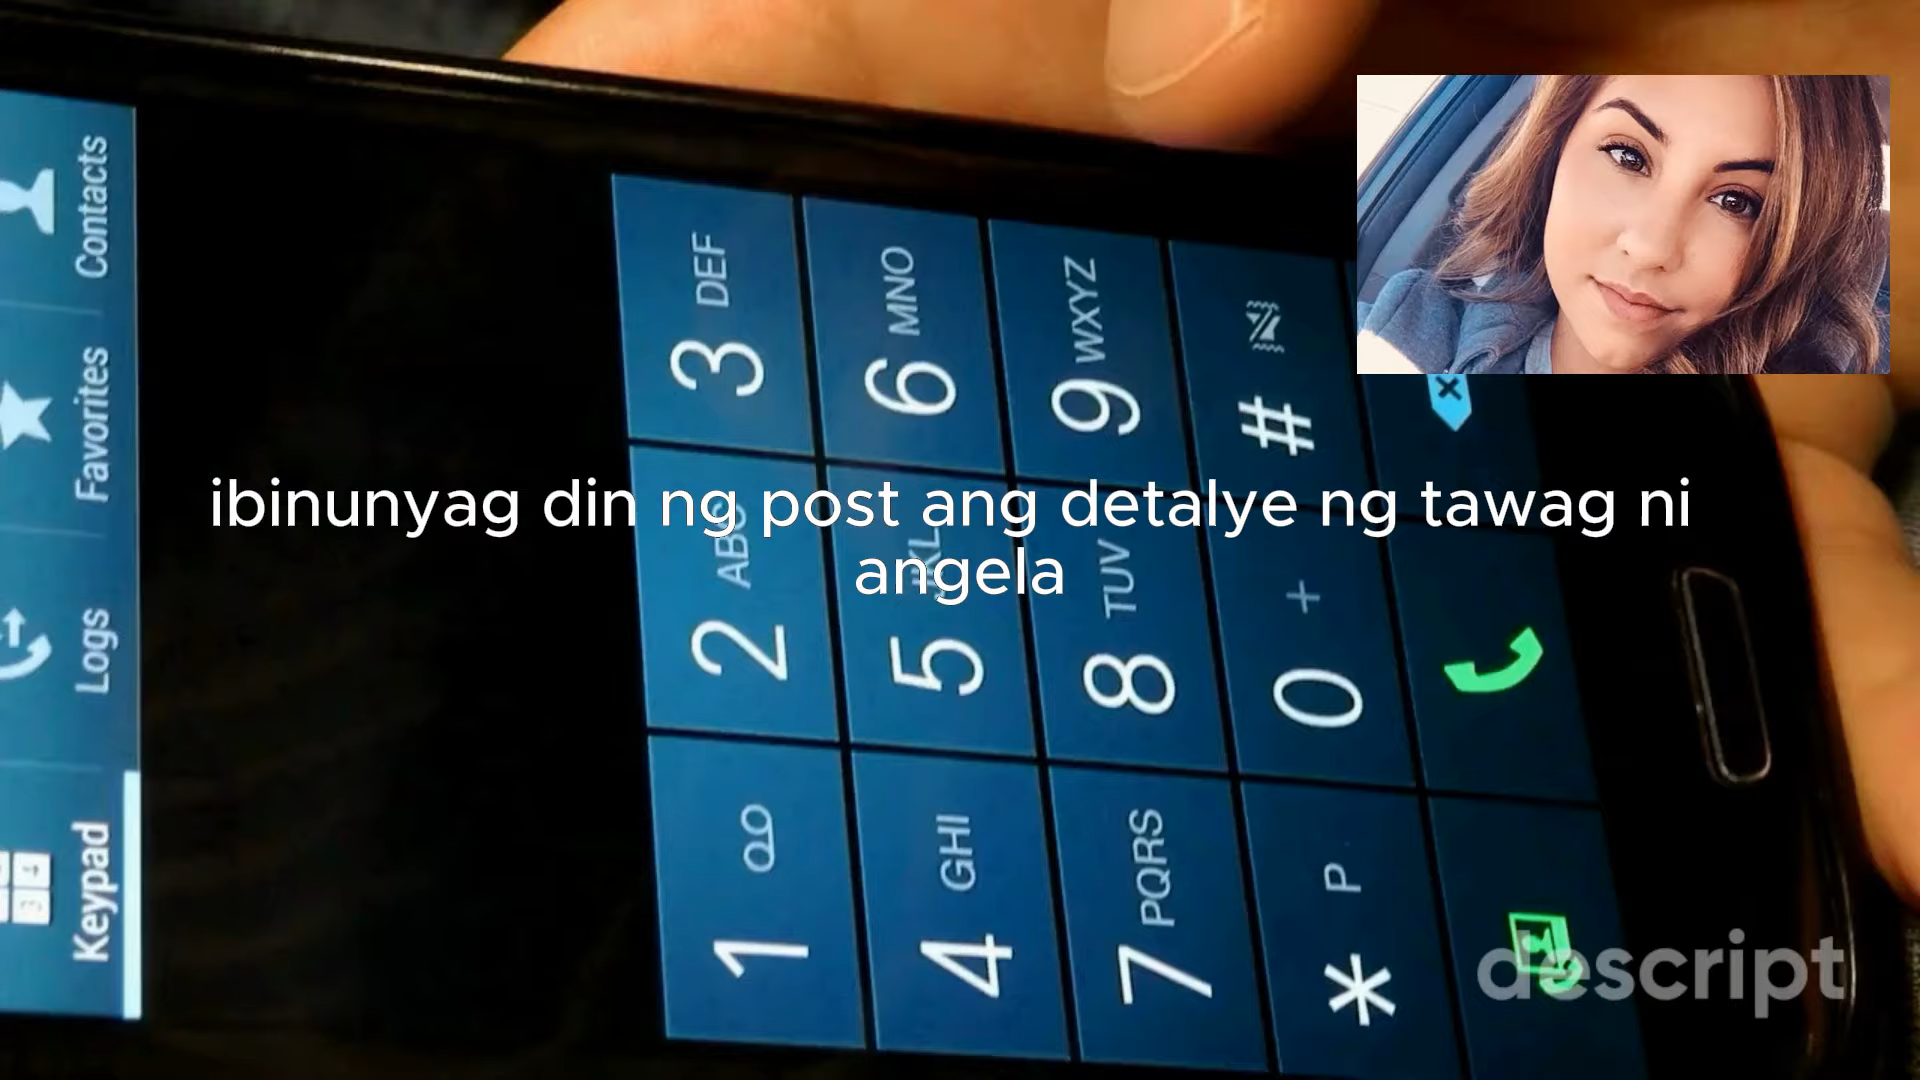 ibinunyag din ng post ang detalye ng tawag ni
angela
Contacts
Favorites
Logs
Keypad
3 DEF
6 MNO
9 WXYZ
#
2 ABC
5 JKL
8 TUV
0 +
1
4 GHI
7 PQRS
* P
descript